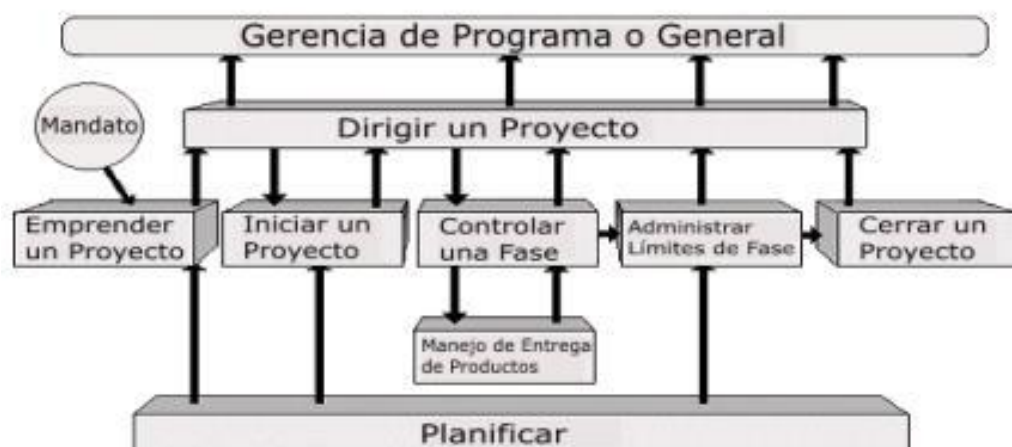 Gerencia de Programa o General
Dirigir un Proyecto
Mandato
Emprender
un Proyecto
Iniciar un
Proyecto
Controlar
una Fase
Administrar
Límites de Fase
Cerrar un
Proyecto
Manejo de Entrega
de Productos
Planificar